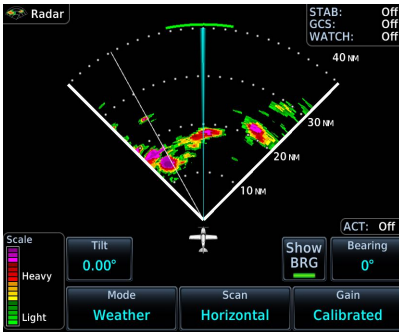 Radar
STAB: Off
GCS: Off
WATCH: Off
40 NM
30 NM
20 NM
10 NM
ACT: Off
Scale
Heavy
Light
Tilt
0.00°
Show
BRG
Bearing
0°
Mode
Weather
Scan
Horizontal
Gain
Calibrated